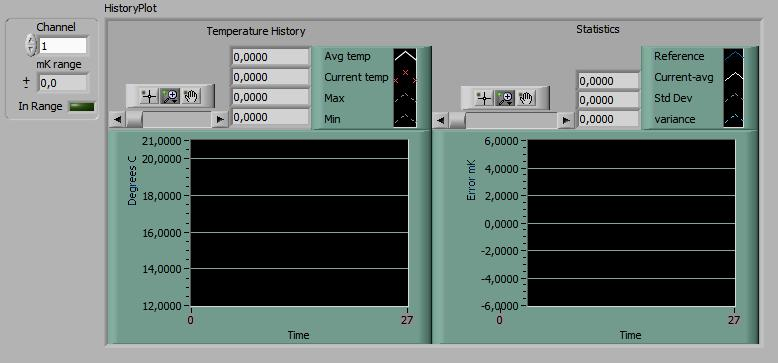 HistoryPlot
Channel
1
mK range
± 0,0
In Range
Temperature History
0,0000
0,0000
0,0000
0,0000
Avg temp
Current temp
Max
Min
Degrees C
21,0000
20,0000
18,0000
16,0000
14,0000
12,0000
0 27
Time
Statistics
0,0000
0,0000
0,0000
Reference
Current-avg
Std Dev
variance
Error mK
6,0000
4,0000
2,0000
0,0000
-2,0000
-4,0000
-6,0000
0 27
Time